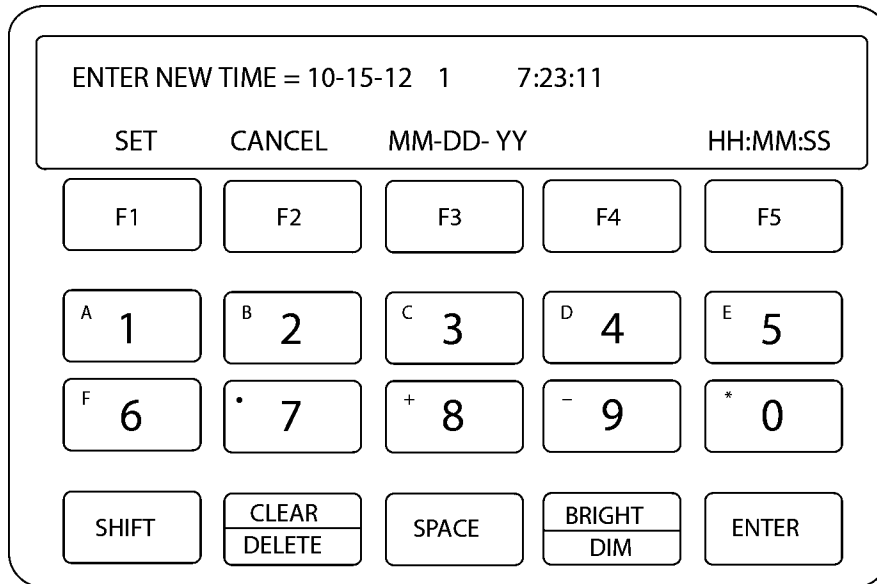 ENTER NEW TIME = 10-15-12 1 7:23:11
SET CANCEL MM-DD- YY HH:MM:SS
F1 F2 F3 F4 F5
A 1 B 2 C 3 D 4 E 5
F 6 • 7 + 8 – 9 * 0
SHIFT CLEAR DELETE SPACE BRIGHT DIM ENTER